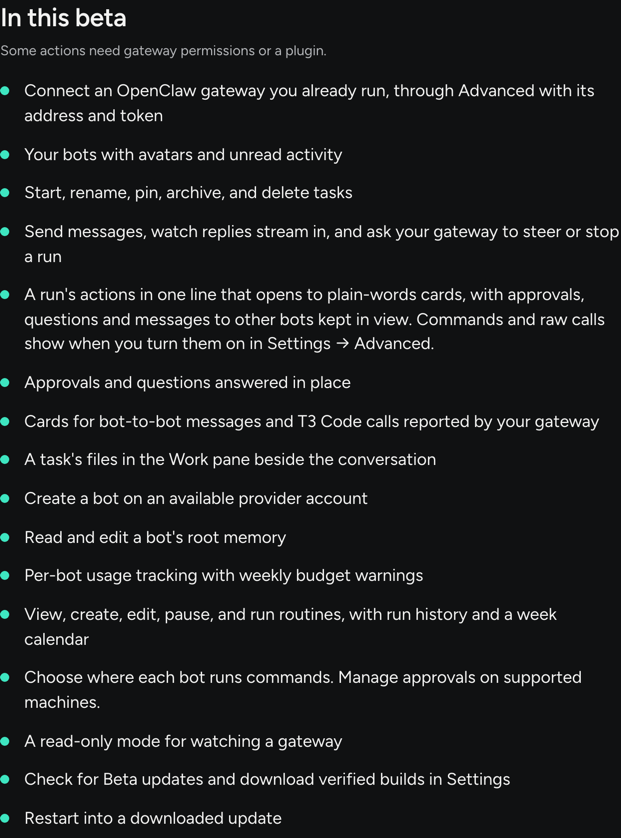 In this beta
Some actions need gateway permissions or a plugin.
Connect an OpenClaw gateway you already run, through Advanced with its
address and token
Your bots with avatars and unread activity
Start, rename, pin, archive, and delete tasks
Send messages, watch replies stream in, and ask your gateway to steer or stop
a run
A run's actions in one line that opens to plain-words cards, with approvals,
questions and messages to other bots kept in view. Commands and raw calls
show when you turn them on in Settings → Advanced.
Approvals and questions answered in place
Cards for bot-to-bot messages and T3 Code calls reported by your gateway
A task's files in the Work pane beside the conversation
Create a bot on an available provider account
Read and edit a bot's root memory
Per-bot usage tracking with weekly budget warnings
View, create, edit, pause, and run routines, with run history and a week
calendar
Choose where each bot runs commands. Manage approvals on supported
machines.
A read-only mode for watching a gateway
Check for Beta updates and download verified builds in Settings
Restart into a downloaded update